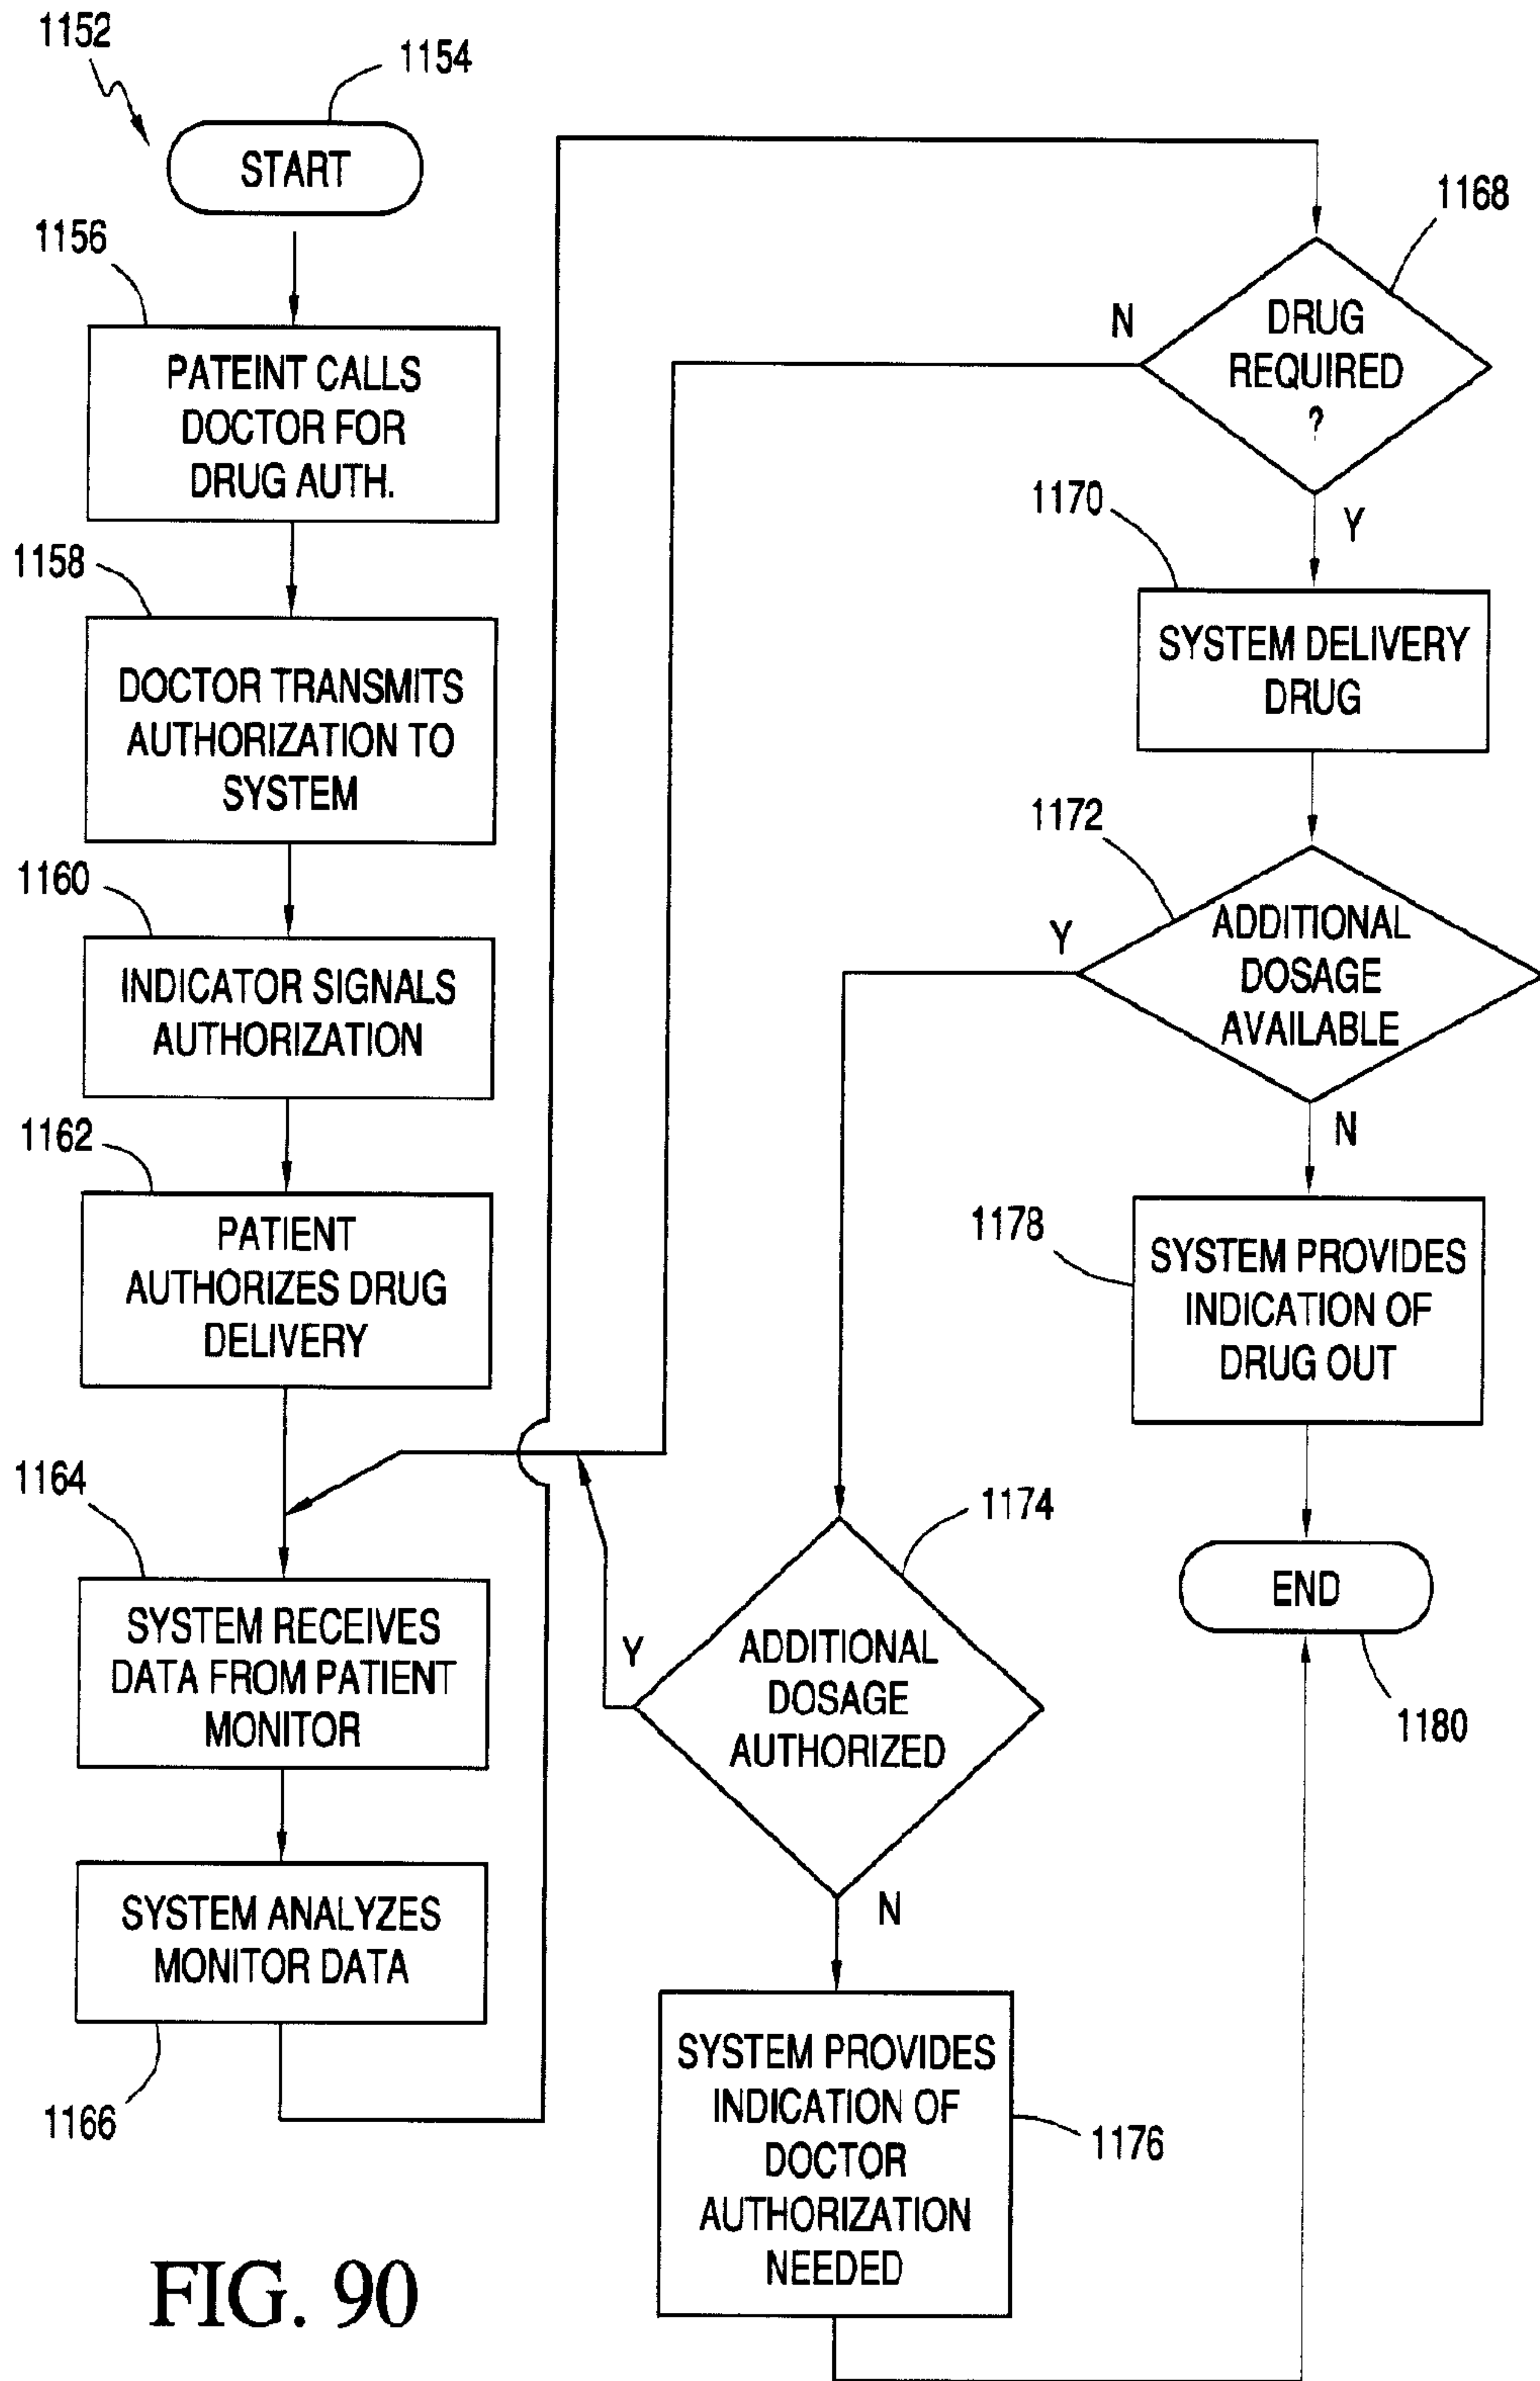 1152
1154
START
1156
PATEINT CALLS
DOCTOR FOR
DRUG AUTH.
1158
DOCTOR TRANSMITS
AUTHORIZATION TO
SYSTEM
1160
INDICATOR SIGNALS
AUTHORIZATION
1162
PATIENT
AUTHORIZES DRUG
DELIVERY
1164
SYSTEM RECEIVES
DATA FROM PATIENT
MONITOR
SYSTEM ANALYZES
MONITOR DATA
1166
1168
DRUG
REQUIRED
?
N
Y
1170
SYSTEM DELIVERY
DRUG
1172
ADDITIONAL
DOSAGE
AVAILABLE
Y
N
1178
SYSTEM PROVIDES
INDICATION OF
DRUG OUT
END
1180
1174
ADDITIONAL
DOSAGE
AUTHORIZED
Y
N
SYSTEM PROVIDES
INDICATION OF
DOCTOR
AUTHORIZATION
NEEDED
1176
FIG. 90